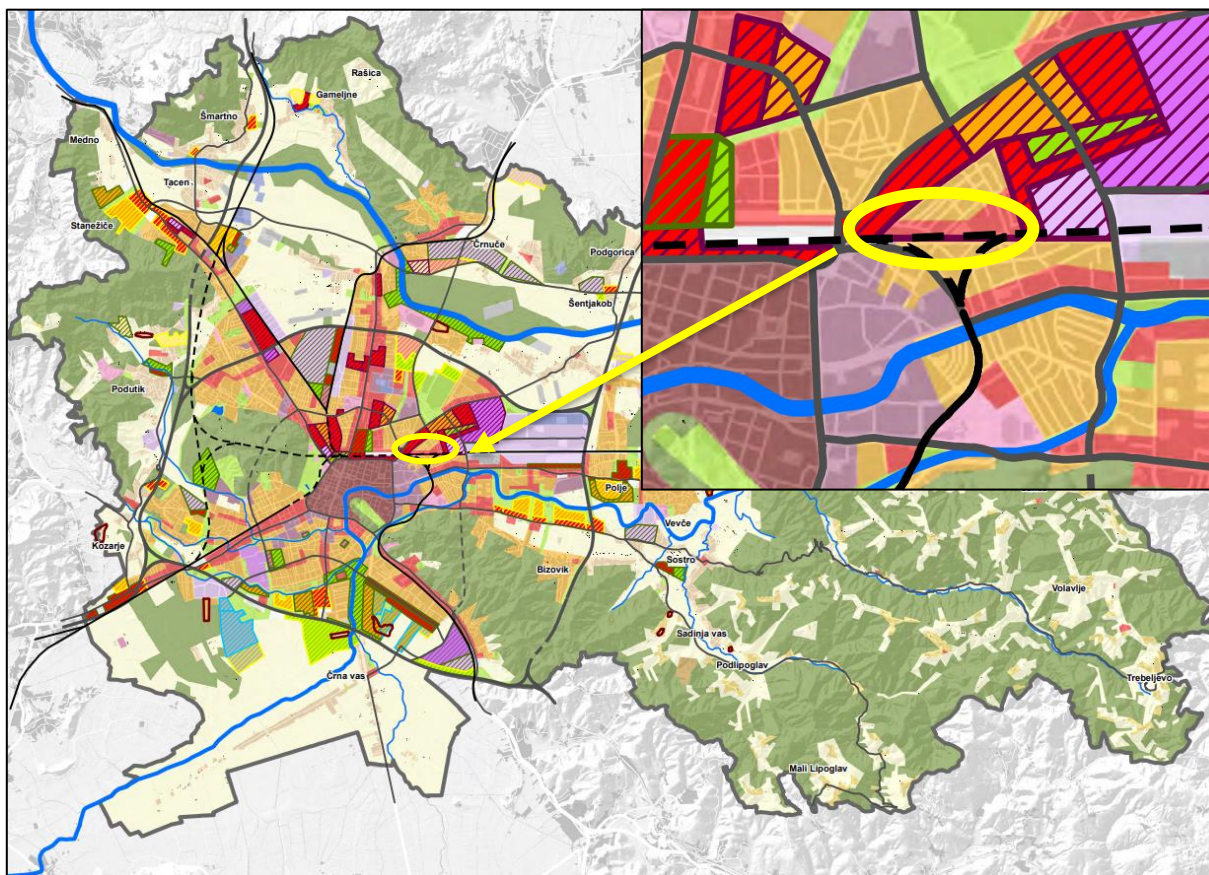 Rašica
Gameljne
Šmartno
Medno
Tacen
Stanežiče
Črnuče
Podgorica
Šentjakob
Podutik
Polje
Kozarje
Vevče
Bizovik
Sostro
Volavlje
Sadinja vas
Podlipoglav
Črna vas
Trebeljevo
Mali Lipoglav